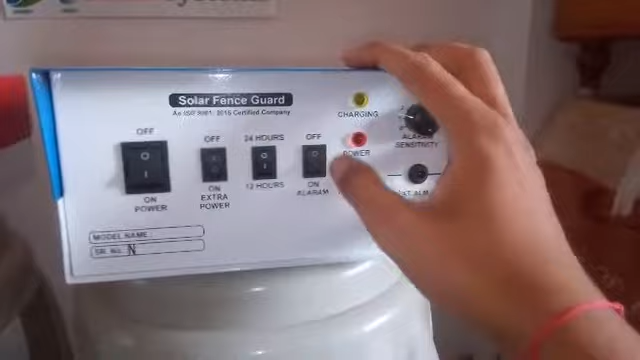 Solar Fence Guard
An ISO 9001: 2015 Certified Company
CHARGING
OFF
OFF
24 HOURS
OFF
POWER
ALARM
SENSITIVITY
ON
POWER
ON
EXTRA
POWER
12 HOURS
ON
ALARAM
MODEL NAME :
SR. No. : N